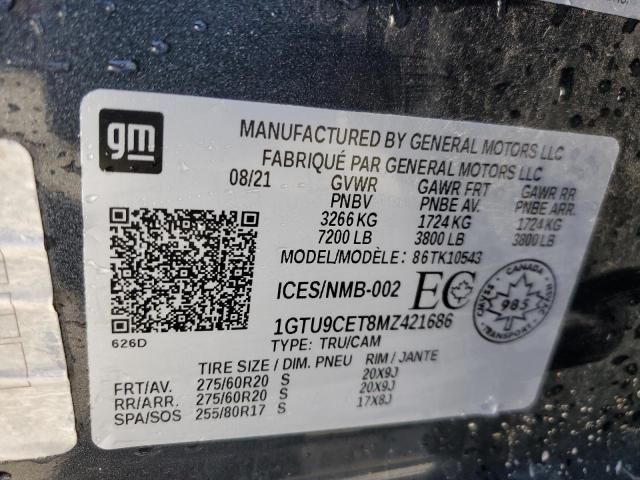 gm
MANUFACTURED BY GENERAL MOTORS LLC
FABRIQUÉ PAR GENERAL MOTORS LLC
08/21 GVWR GAWR FRT GAWR RR
PNBV PNBE AV. PNBE ARR.
3266 KG 1724 KG 1724 KG
7200 LB 3800 LB 3800 LB
MODEL/MODÈLE: 86TK10543
ICES/NMB-002 EC
CANADA
985
1GTU9CET8MZ421686
626D TYPE: TRU/CAM
TIRE SIZE / DIM. PNEU RIM / JANTE
FRT/AV. 275/60R20 S 20X9J
RR/ARR. 275/60R20 S 20X9J
SPA/SOS 255/80R17 S 17X8J